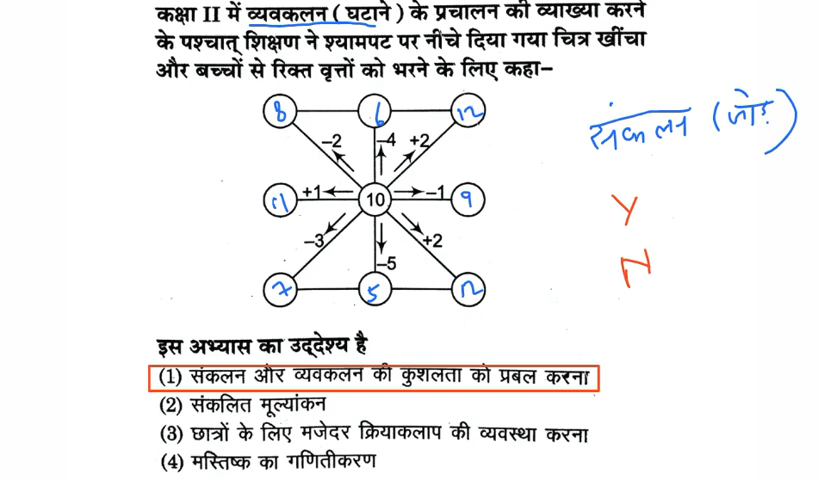 कक्षा II में व्यवकलन ( घटाने ) के प्रचालन की व्याख्या करने
के पश्चात् शिक्षण ने श्यामपट पर नीचे दिया गया चित्र खींचा
और बच्चों से रिक्त वृत्तों को भरने के लिए कहा–
8 6 12
–2 –4 +2
संकलन (जोड़)
11 +1 10 –1 9
Y
–3 +2
–5
N
7 5 12
इस अभ्यास का उद्देश्य है
(1) संकलन और व्यवकलन की कुशलता को प्रबल करना
(2) संकलित मूल्यांकन
(3) छात्रों के लिए मजेदर क्रियाकलाप की व्यवस्था करना
(4) मस्तिष्क का गणितीकरण